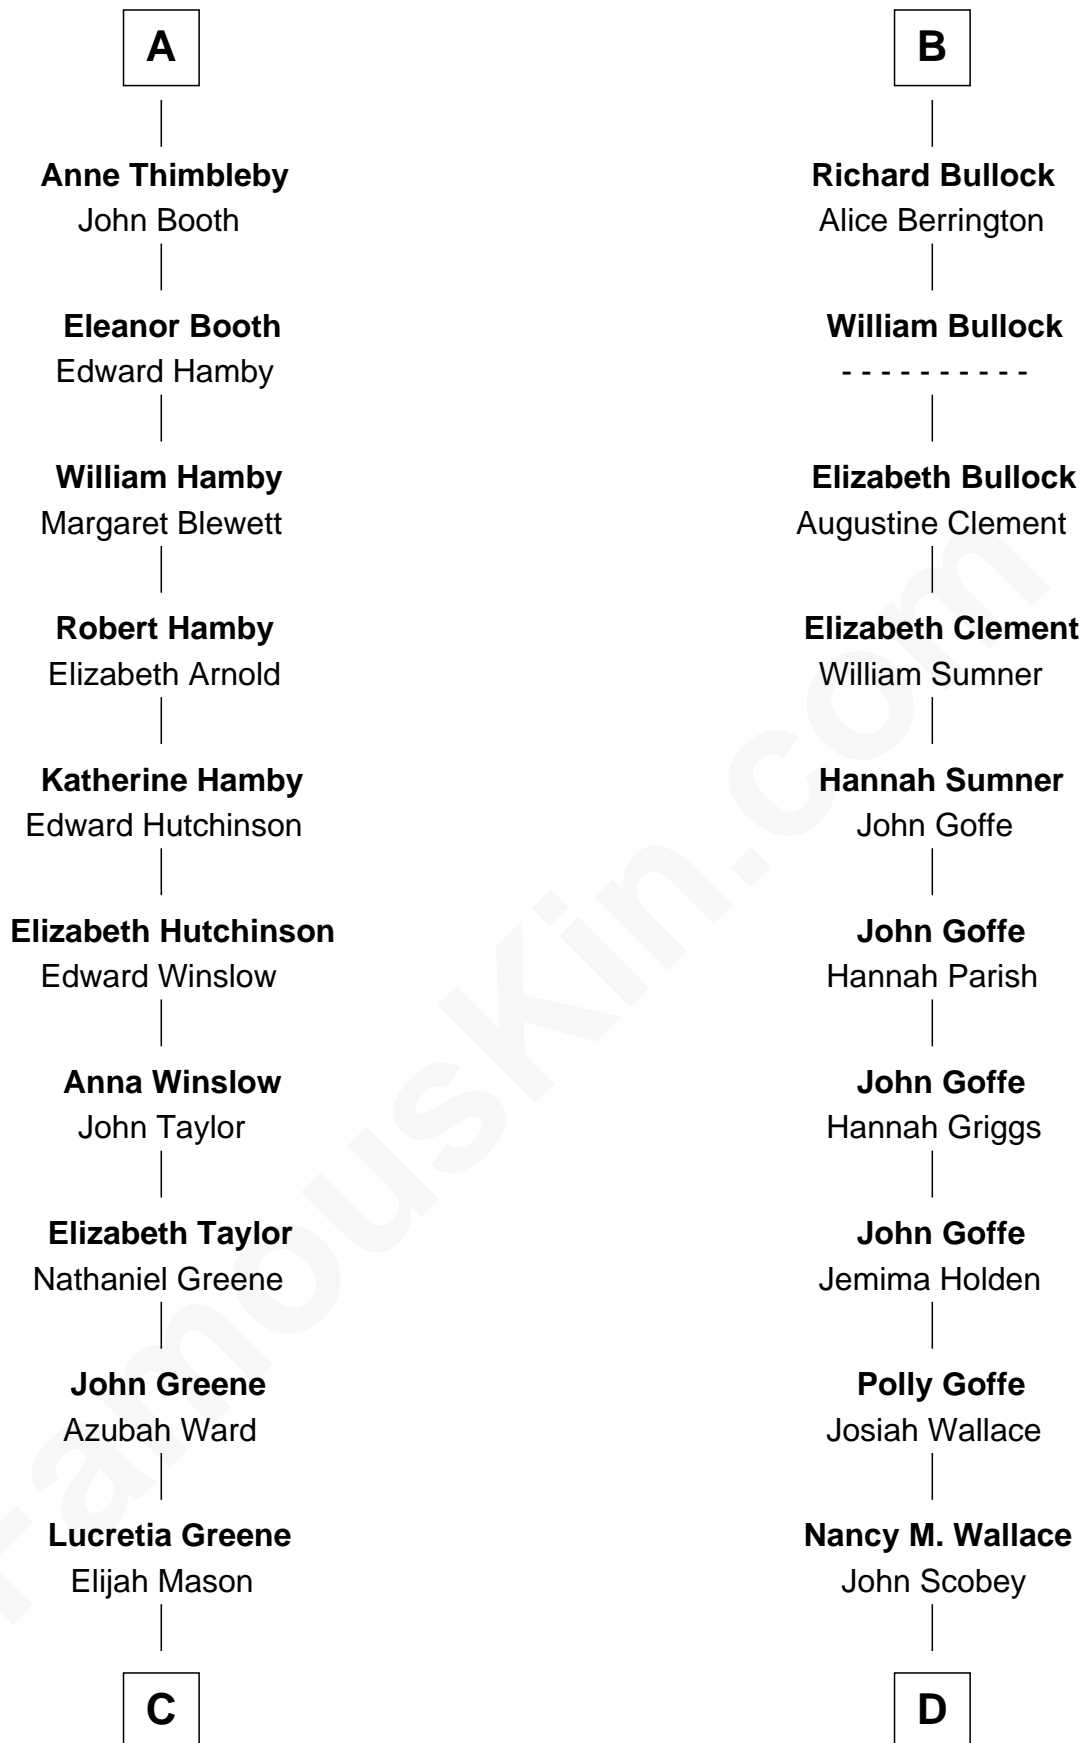 A
Anne Thimbleby
John Booth
Eleanor Booth
Edward Hamby
William Hamby
Margaret Blewett
Robert Hamby
Elizabeth Arnold
Katherine Hamby
Edward Hutchinson
Elizabeth Hutchinson
Edward Winslow
Anna Winslow
John Taylor
Elizabeth Taylor
Nathaniel Greene
John Greene
Azubah Ward
Lucretia Greene
Elijah Mason
C
B
Richard Bullock
Alice Berrington
William Bullock
- - - - - - - - - -
Elizabeth Bullock
Augustine Clement
Elizabeth Clement
William Sumner
Hannah Sumner
John Goffe
John Goffe
Hannah Parish
John Goffe
Hannah Griggs
John Goffe
Jemima Holden
Polly Goffe
Josiah Wallace
Nancy M. Wallace
John Scobey
D
FamousKin.com